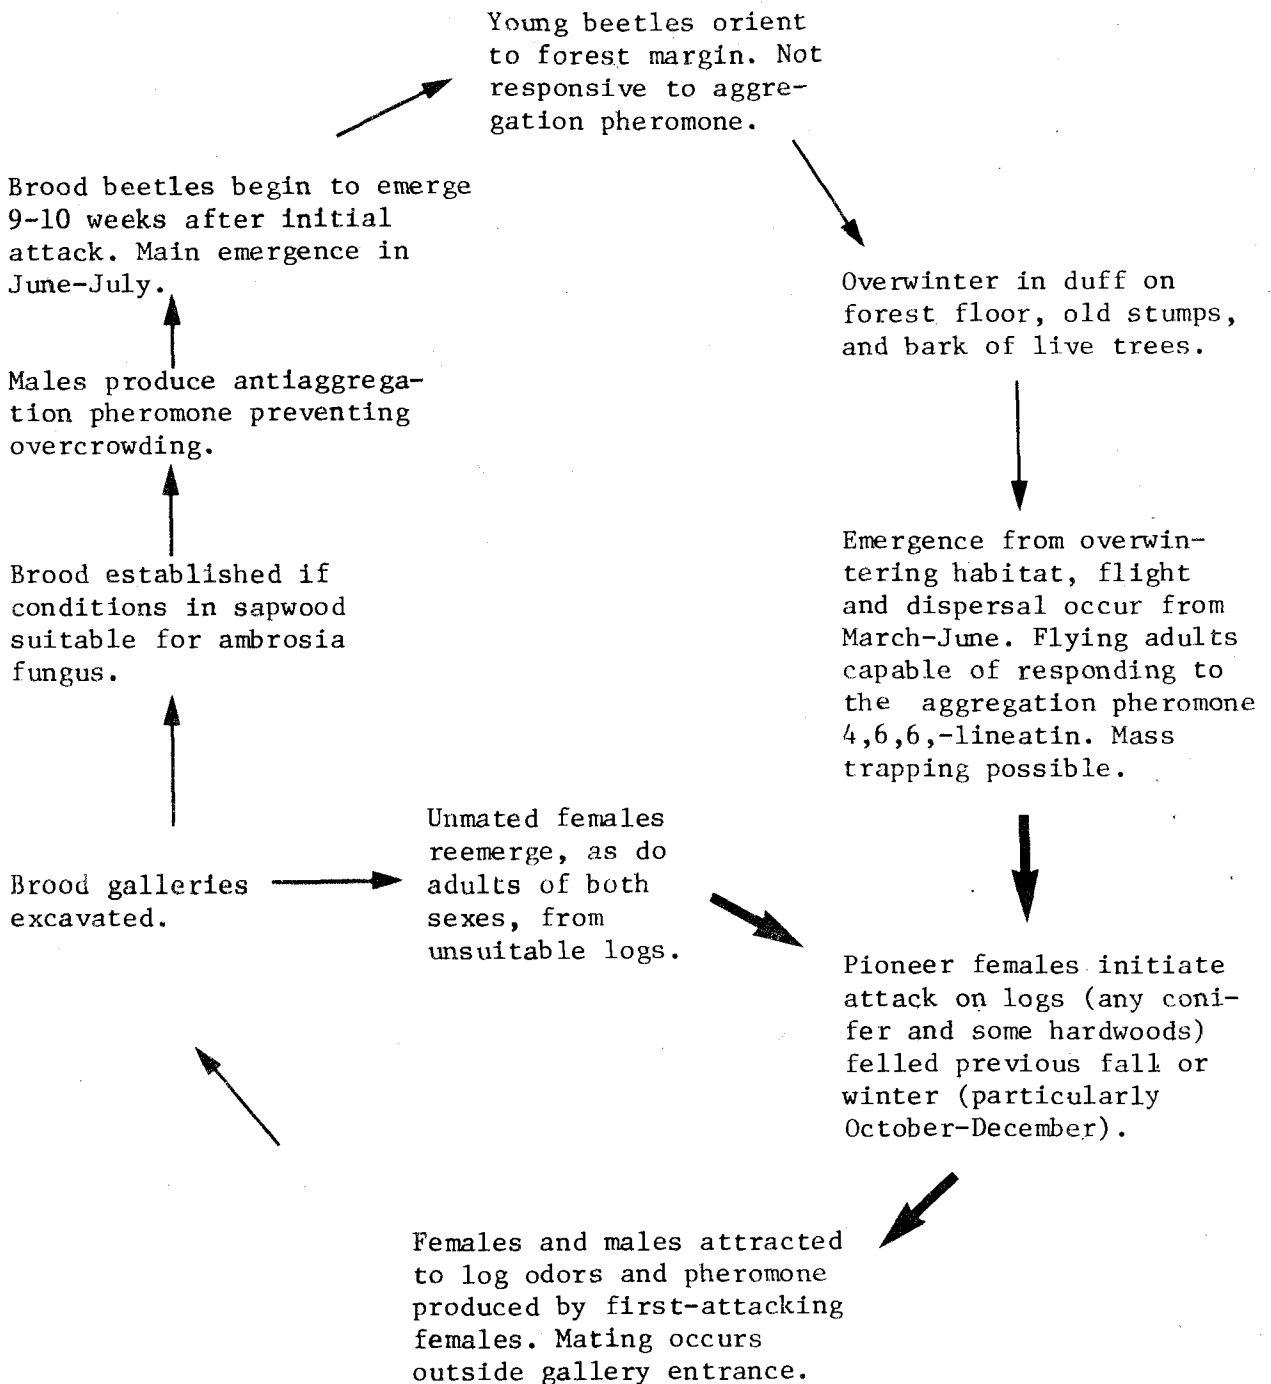 Young beetles orient
to forest margin. Not
responsive to aggre-
gation pheromone.
Overwinter in duff on
forest floor, old stumps,
and bark of live trees.
Emergence from overwin-
tering habitat, flight
and dispersal occur from
March-June. Flying adults
capable of responding to
the aggregation pheromone
4,6,6,-lineatin. Mass
trapping possible.
Pioneer females initiate
attack on logs (any coni-
fer and some hardwoods)
felled previous fall or
winter (particularly
October-December).
Females and males attracted
to log odors and pheromone
produced by first-attacking
females. Mating occurs
outside gallery entrance.
Brood galleries
excavated.
Unmated females
reemerge, as do
adults of both
sexes, from
unsuitable logs.
Brood established if
conditions in sapwood
suitable for ambrosia
fungus.
Males produce antiaggrega-
tion pheromone preventing
overcrowding.
Brood beetles begin to emerge
9-10 weeks after initial
attack. Main emergence in
June-July.